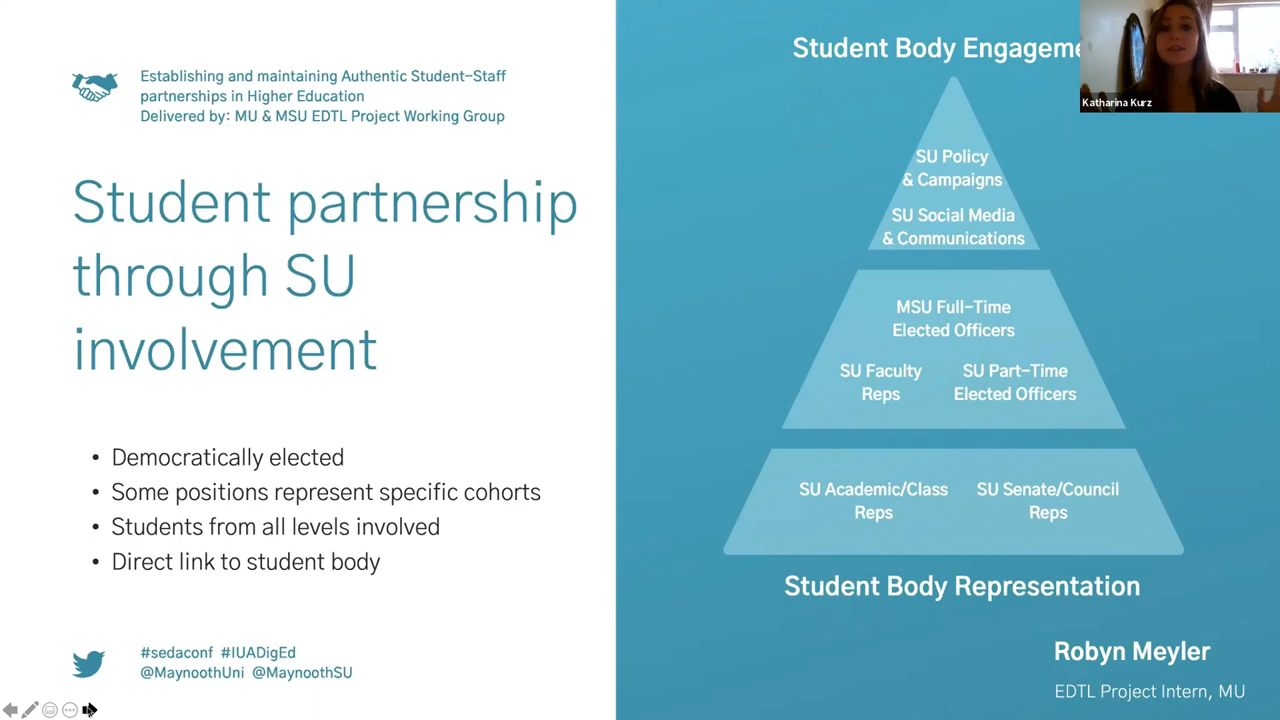 Establishing and maintaining Authentic Student-Staff
partnerships in Higher Education
Delivered by: MU & MSU EDTL Project Working Group
Student partnership
through SU
involvement
• Democratically elected
• Some positions represent specific cohorts
• Students from all levels involved
• Direct link to student body
#sedaconf #IUADigEd
@MaynoothUni @MaynoothSU
Student Body Engageme
SU Policy
& Campaigns
SU Social Media
& Communications
MSU Full-Time
Elected Officers
SU Faculty
Reps
SU Part-Time
Elected Officers
SU Academic/Class
Reps
SU Senate/Council
Reps
Student Body Representation
Robyn Meyler
EDTL Project Intern, MU
Katharina Kurz